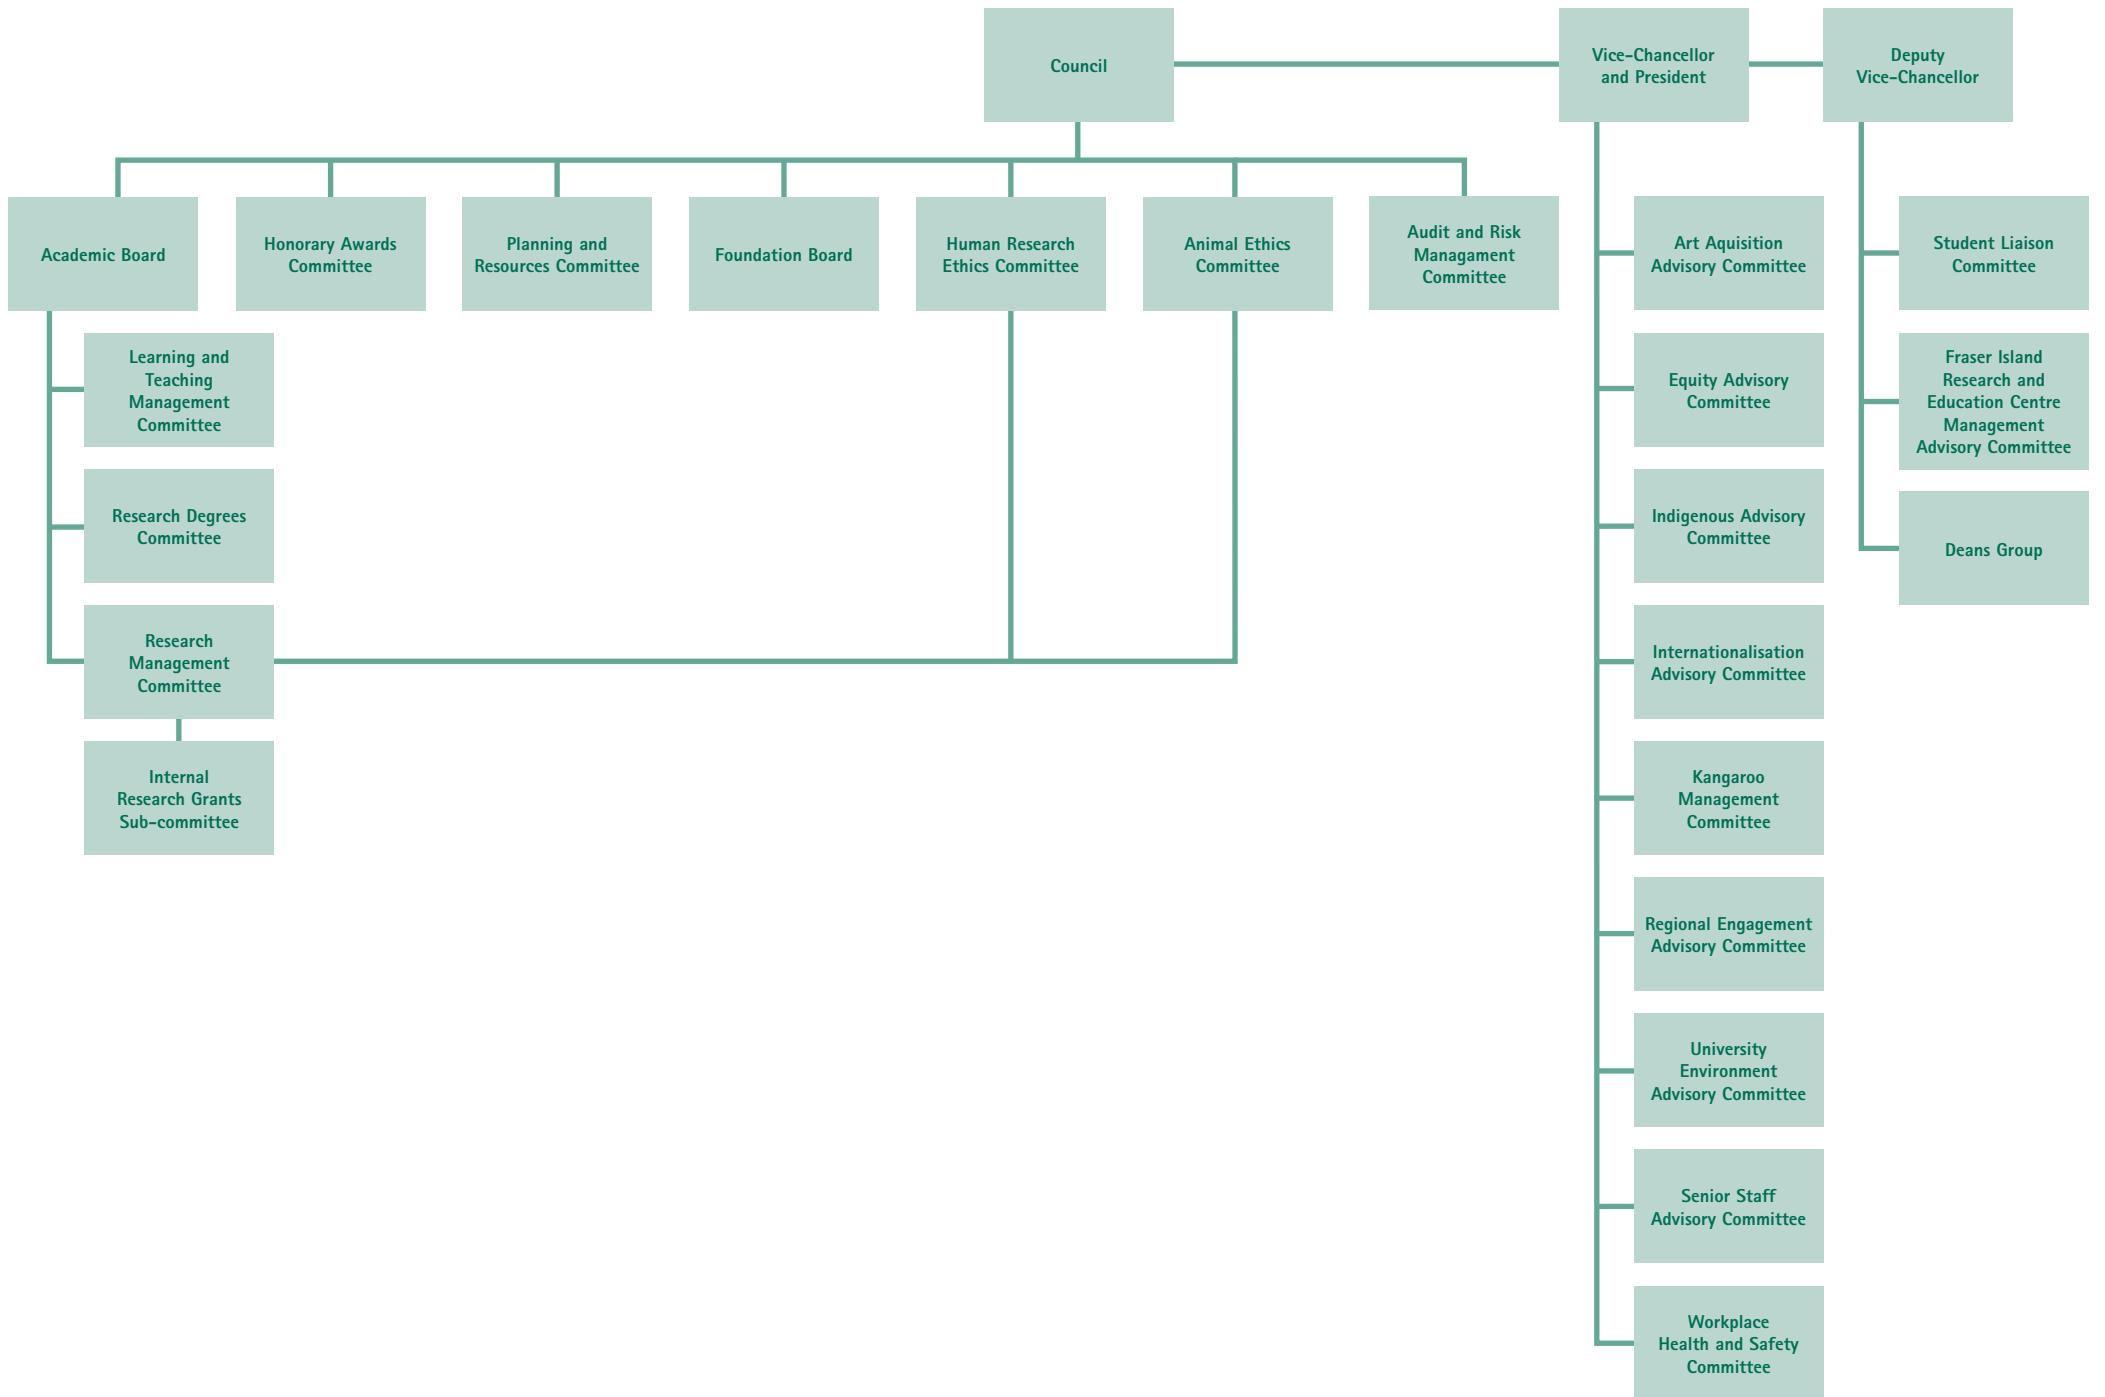 Council
Vice-Chancellor
and President
Deputy
Vice-Chancellor
Academic Board
Honorary Awards
Committee
Planning and
Resources Committee
Foundation Board
Human Research
Ethics Committee
Animal Ethics
Committee
Audit and Risk
Managament
Committee
Learning and
Teaching
Management
Committee
Research Degrees
Committee
Research
Management
Committee
Internal
Research Grants
Sub-committee
Art Aquisition
Advisory Committee
Equity Advisory
Committee
Indigenous Advisory
Committee
Internationalisation
Advisory Committee
Kangaroo
Management
Committee
Regional Engagement
Advisory Committee
University
Environment
Advisory Committee
Senior Staff
Advisory Committee
Workplace
Health and Safety
Committee
Student Liaison
Committee
Fraser Island
Research and
Education Centre
Management
Advisory Committee
Deans Group